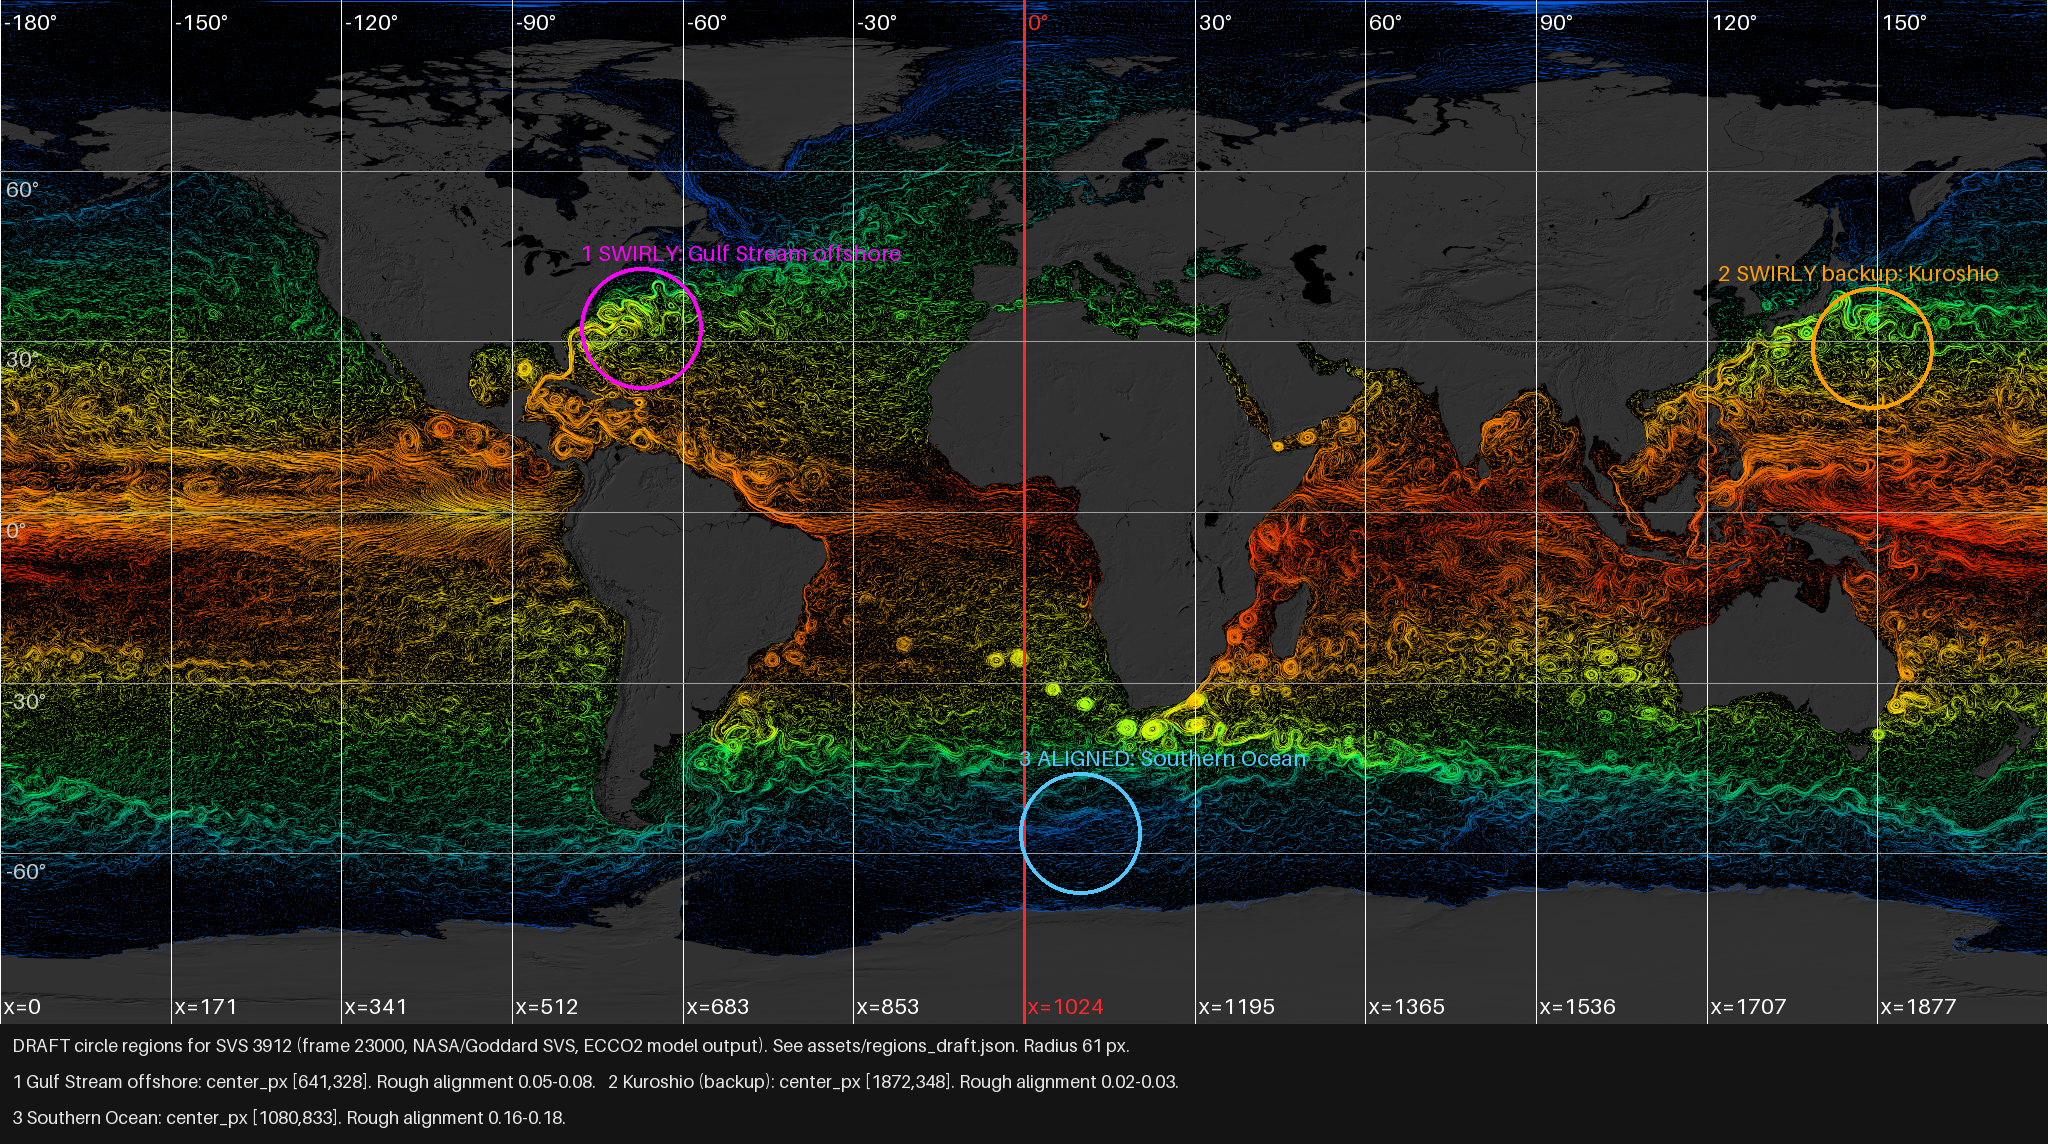 -180° -150° -120° -90° -60° -30° 0° 30° 60° 90° 120° 150°
60°
1 SWIRLY: Gulf Stream offshore
2 SWIRLY backup: Kuroshio
30°
0°
-30°
3 ALIGNED: Southern Ocean
-60°
x=0 x=171 x=341 x=512 x=683 x=853 x=1024 x=1195 x=1365 x=1536 x=1707 x=1877
DRAFT circle regions for SVS 3912 (frame 23000, NASA/Goddard SVS, ECCO2 model output). See assets/regions_draft.json. Radius 61 px.
1 Gulf Stream offshore: center_px [641,328]. Rough alignment 0.05-0.08. 2 Kuroshio (backup): center_px [1872,348]. Rough alignment 0.02-0.03.
3 Southern Ocean: center_px [1080,833]. Rough alignment 0.16-0.18.